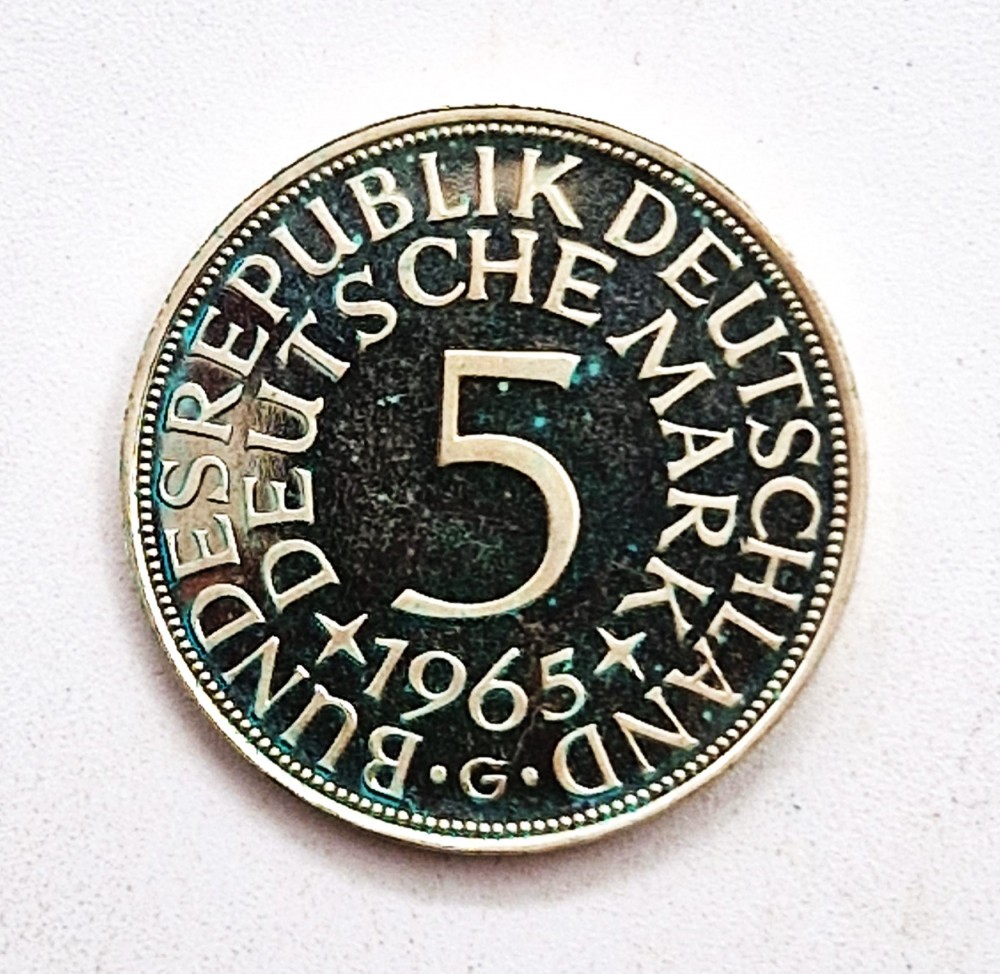 BUNDESREPUBLIK DEUTSCHLAND
DEUTSCHE MARK
5
1965
· G ·